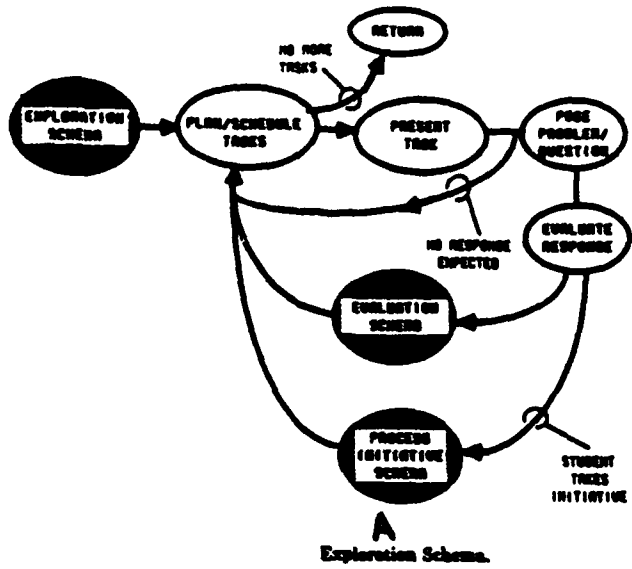 RETURN
NO MORE
TASKS
EXPLORATION
SCHEMA
PLAN/SCHEDULE
TASKS
PRESENT
TASK
POSE
PROBLEM/
QUESTION
NO RESPONSE
EXPECTED
EVALUATE
RESPONSE
EVALUATION
SCHEMA
PROCESS
INITIATIVE
SCHEMA
STUDENT
TAKES
INITIATIVE
A
Exploration Schema.